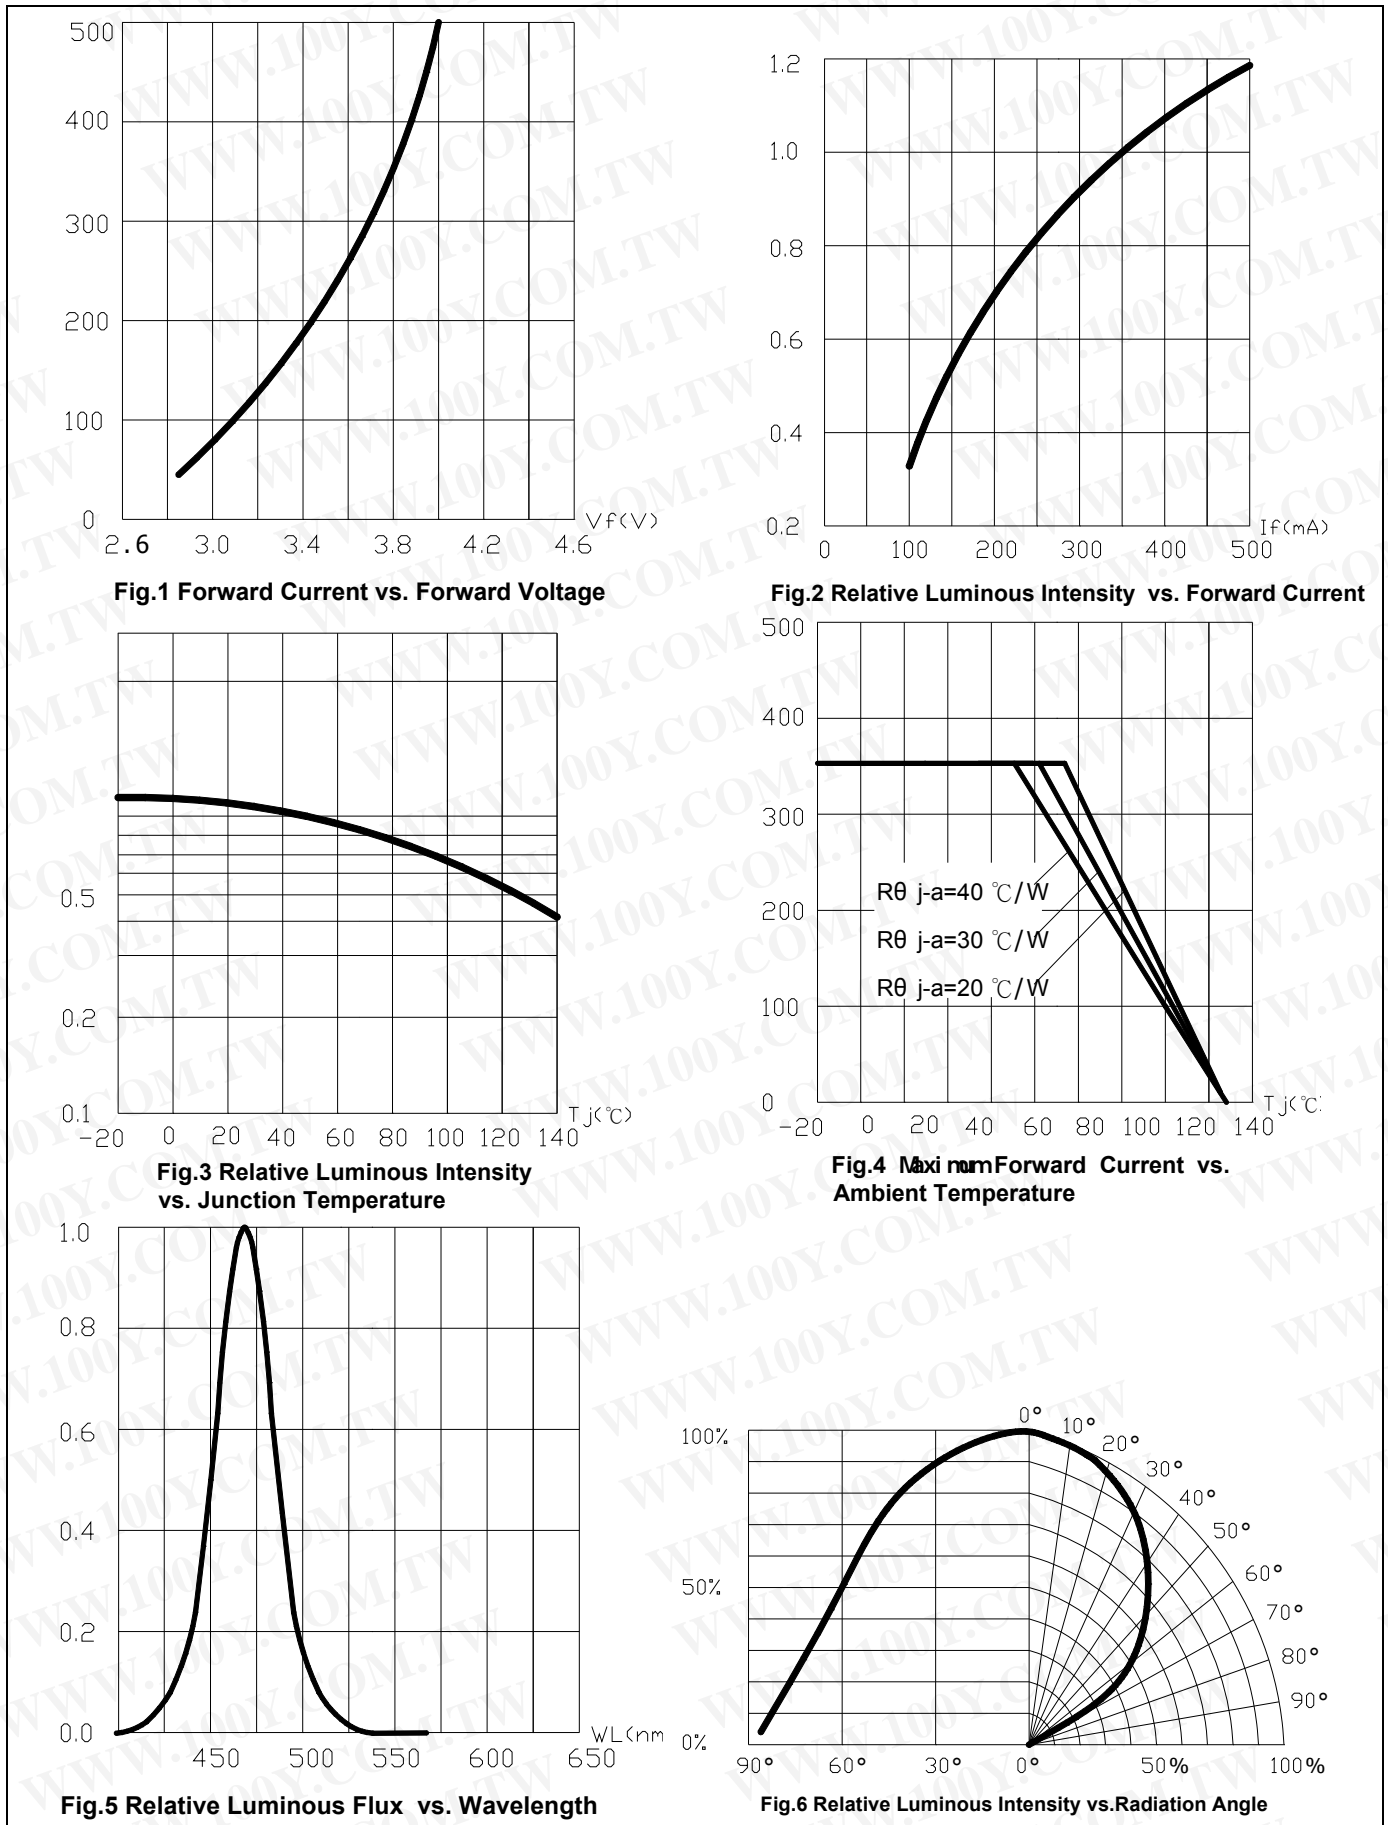 500
400
300
200
100
0
2.6 3.0 3.4 3.8 4.2 4.6
Vf(V)
Fig.1 Forward Current vs. Forward Voltage
1.2
1.0
0.8
0.6
0.4
0.2
0 100 200 300 400 500
If(mA)
Fig.2 Relative Luminous Intensity vs. Forward Current
0.5
0.2
0.1
-20 0 20 40 60 80 100 120 140
Tj(℃)
Fig.3 Relative Luminous Intensity
vs. Junction Temperature
500
400
300
200
100
0
Rθ j-a=40 ℃/W
Rθ j-a=30 ℃/W
Rθ j-a=20 ℃/W
-20 0 20 40 60 80 100 120 140
Tj(℃)
Fig.4 Maximum Forward Current vs.
Ambient Temperature
1.0
0.8
0.6
0.4
0.2
0.0
450 500 550 600 650
WL(nm
Fig.5 Relative Luminous Flux vs. Wavelength
100%
50%
0%
90° 60° 30° 0° 50% 100%
0° 10° 20° 30° 40° 50° 60° 70° 80° 90°
Fig.6 Relative Luminous Intensity vs.Radiation Angle
WWW.100Y.COM.TW